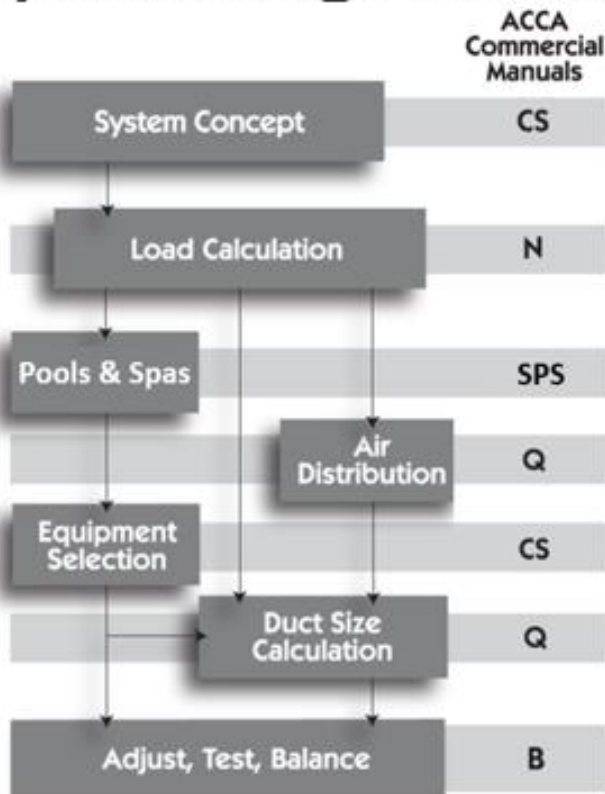 ACCA
Commercial
Manuals
System Concept CS
Load Calculation N
Pools & Spas SPS
Air
Distribution Q
Equipment
Selection CS
Duct Size
Calculation Q
Adjust, Test, Balance B